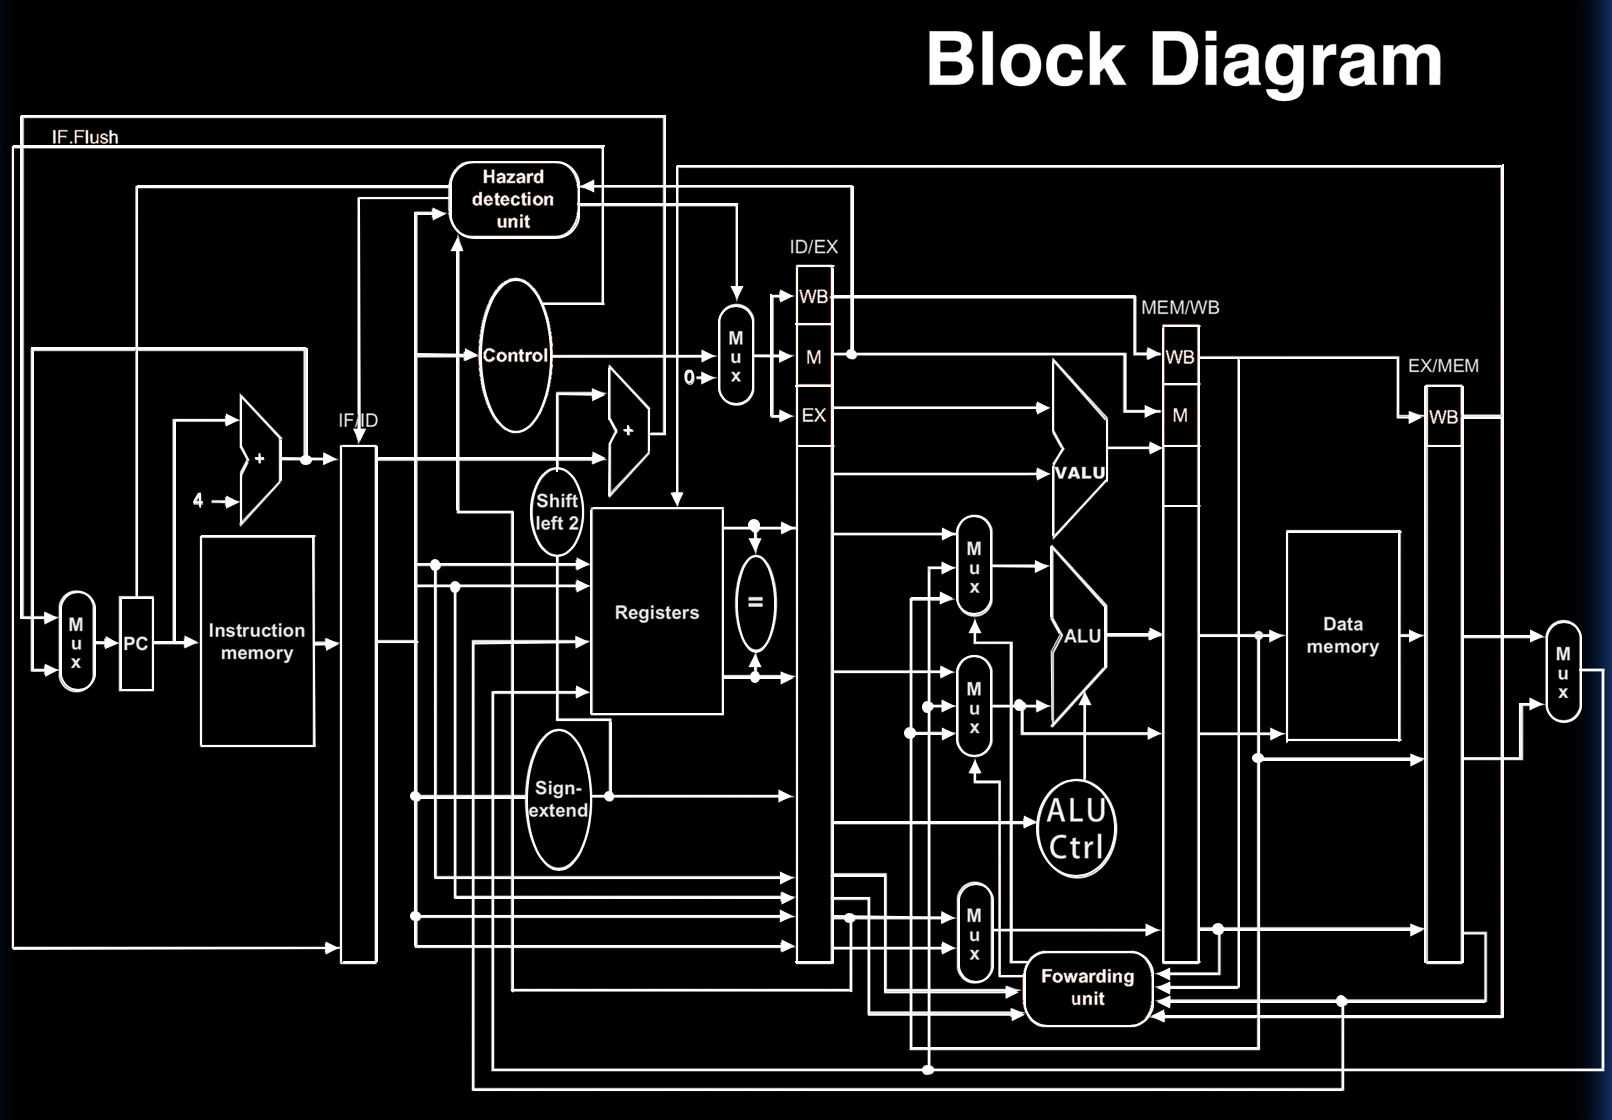 Block Diagram
IF.Flush
Hazard
detection
unit
ID/EX
WB
M
EX
MEM/WB
WB
M
EX/MEM
WB
Control
M
u
x
0
IF/ID
+
4
+
Shift
left 2
VALU
Registers
=
M
u
x
PC
Instruction
memory
M
u
x
ALU
Data
memory
M
u
x
M
u
x
Sign-
extend
ALU
Ctrl
M
u
x
Fowarding
unit